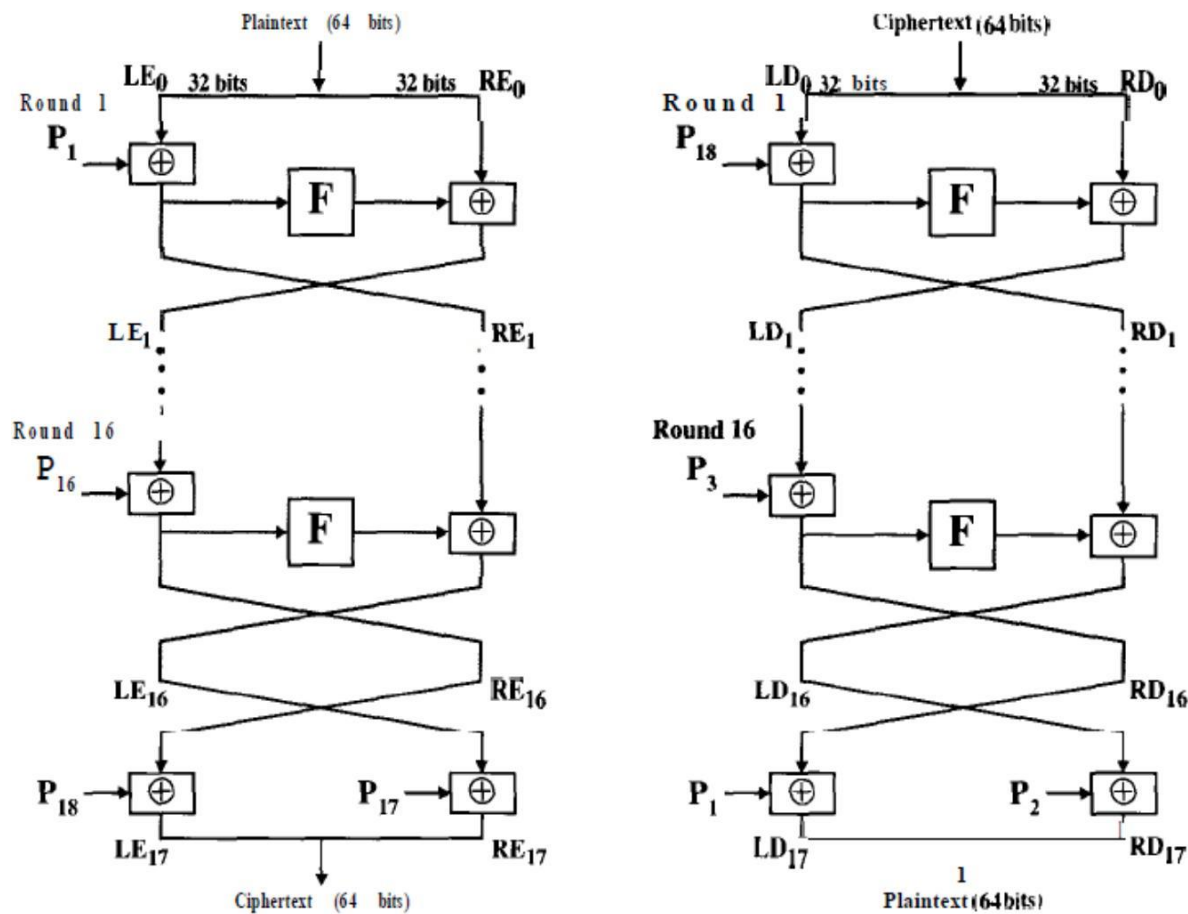 Plaintext (64 bits)
LE0 32 bits 32 bits RE0
Round 1
P1
F
LE1 RE1
Round 16
P16
F
LE16 RE16
P18 P17
LE17 RE17
Ciphertext (64 bits)
Ciphertext (64 bits)
LD0 32 bits 32 bits RD0
Round 1
P18
F
LD1 RD1
Round 16
P3
F
LD16 RD16
P1 P2
LD17 RD17
1
Plaintext (64 bits)